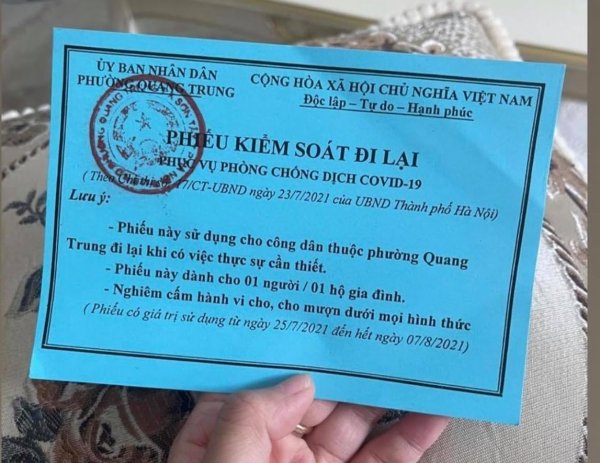 ỦY BAN NHÂN DÂN
PHƯỜNG QUANG TRUNG
CỘNG HÒA XÃ HỘI CHỦ NGHĨA VIỆT NAM
Độc lập – Tự do – Hạnh phúc
PHIẾU KIỂM SOÁT ĐI LẠI
PHỤC VỤ PHÒNG CHỐNG DỊCH COVID-19
( Theo Chỉ thị 17/CT-UBND ngày 23/7/2021 của UBND Thành phố Hà Nội)
Lưu ý:
- Phiếu này sử dụng cho công dân thuộc phường Quang
Trung đi lại khi có việc thực sự cần thiết.
- Phiếu này dành cho 01 người / 01 hộ gia đình.
- Nghiêm cấm hành vi cho, cho mượn dưới mọi hình thức
( Phiếu có giá trị sử dụng từ ngày 25/7/2021 đến hết ngày 07/8/2021)